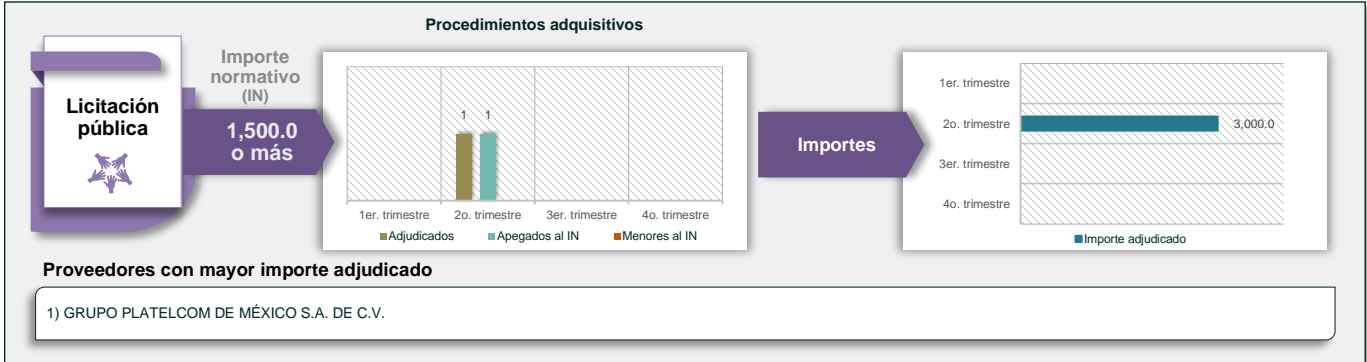 Procedimientos adquisitivos
Licitación
pública
Importe
normativo
(IN)
1,500.0
o más
1 1
1er. trimestre 2o. trimestre 3er. trimestre 4o. trimestre
Adjudicados Apegados al IN Menores al IN
Importes
1er. trimestre
2o. trimestre 3,000.0
3er. trimestre
4o. trimestre
Importe adjudicado
Proveedores con mayor importe adjudicado
1) GRUPO PLATELCOM DE MÉXICO S.A. DE C.V.